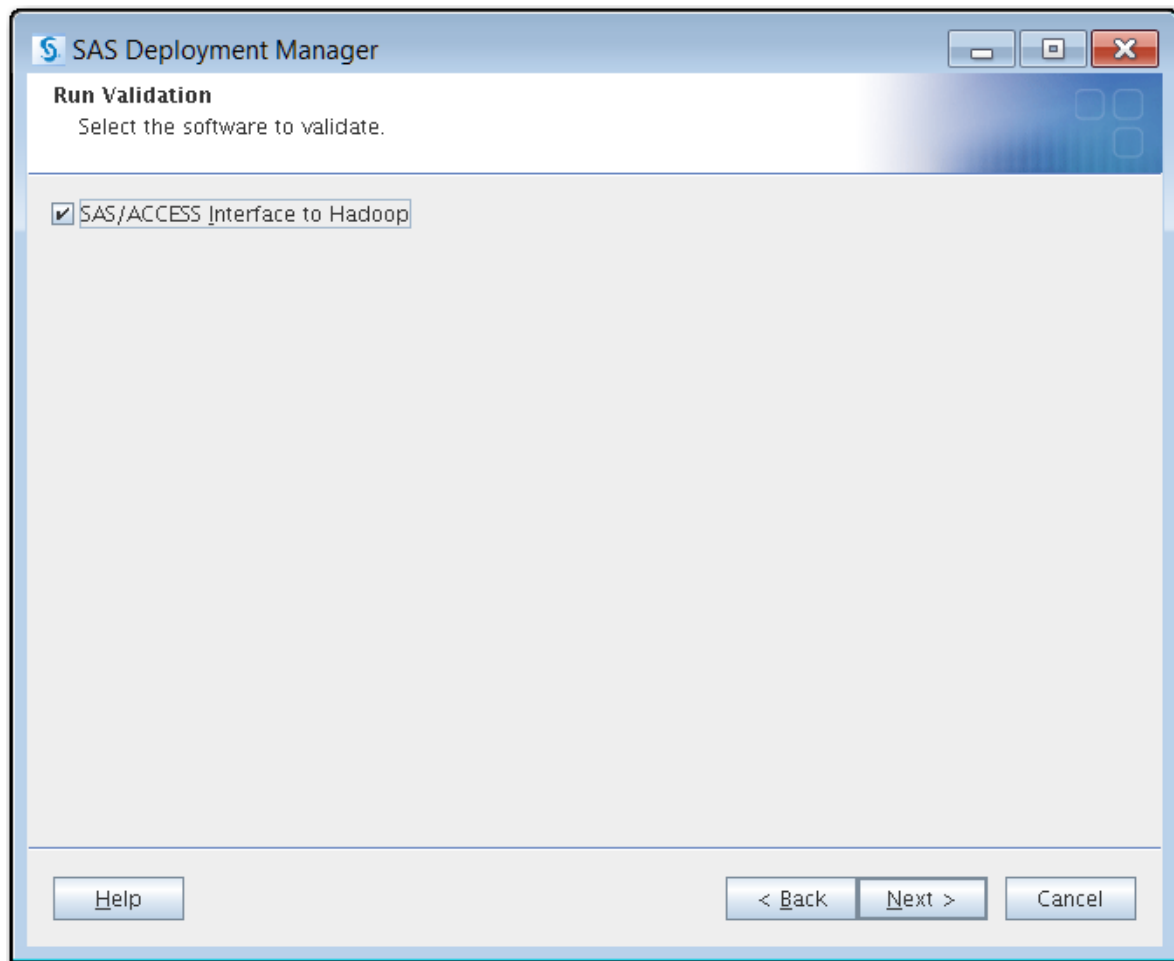 SAS Deployment Manager
Run Validation
Select the software to validate.
SAS/ACCESS Interface to Hadoop
Help
< Back
Next >
Cancel